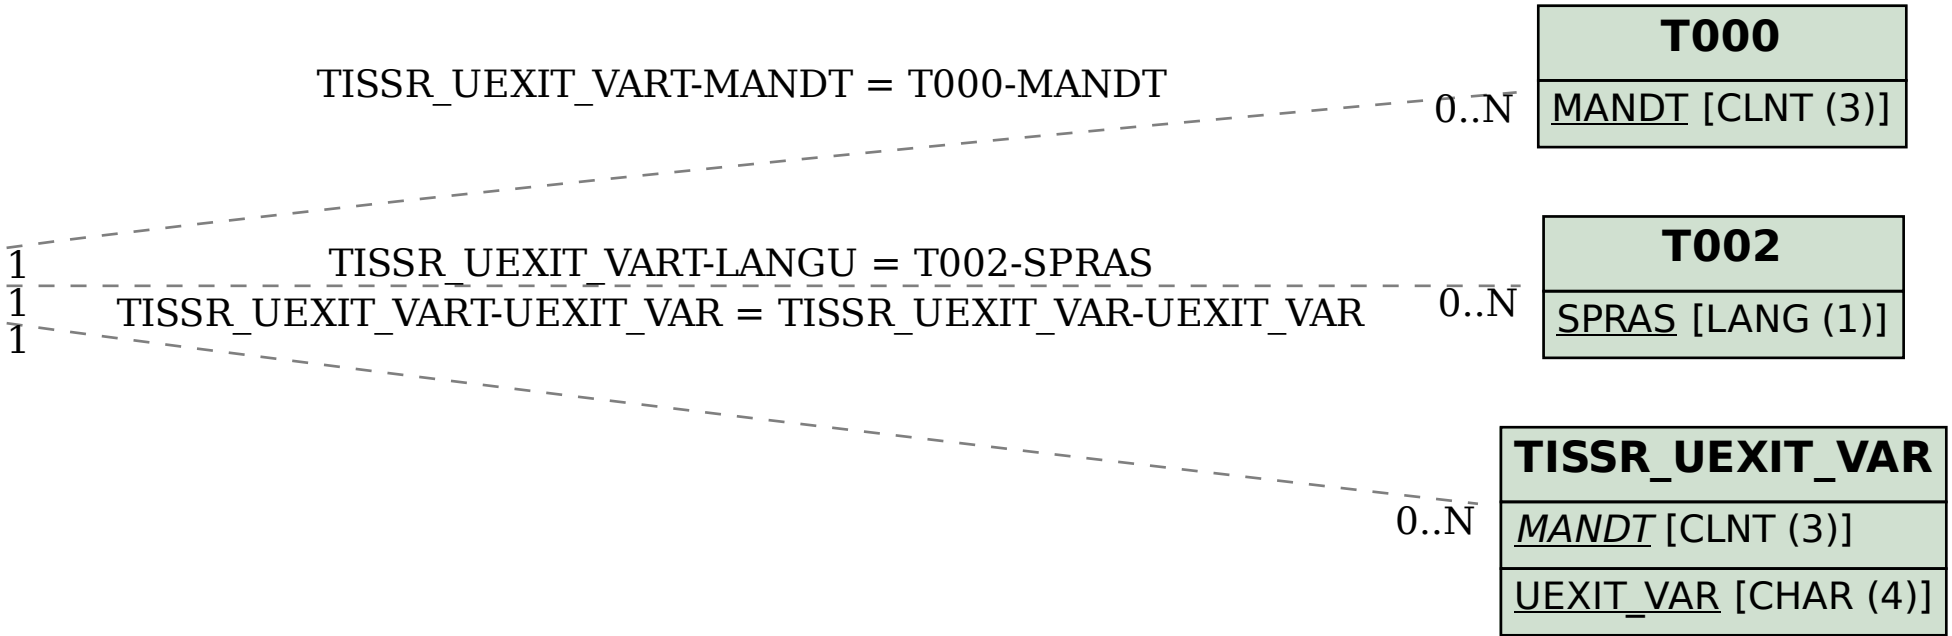 T000
TISSR_UEXIT_VART-MANDT = T000-MANDT
0..N
MANDT [CLNT (3)]
T002
1
TISSR_UEXIT_VART-LANGU = T002-SPRAS
1
0..N
SPRAS [LANG (1)]
TISSR_UEXIT_VART-UEXIT_VAR = TISSR_UEXIT_VAR-UEXIT_VAR
1
TISSR_UEXIT_VAR
0..N
MANDT [CLNT (3)]
UEXIT_VAR [CHAR (4)]